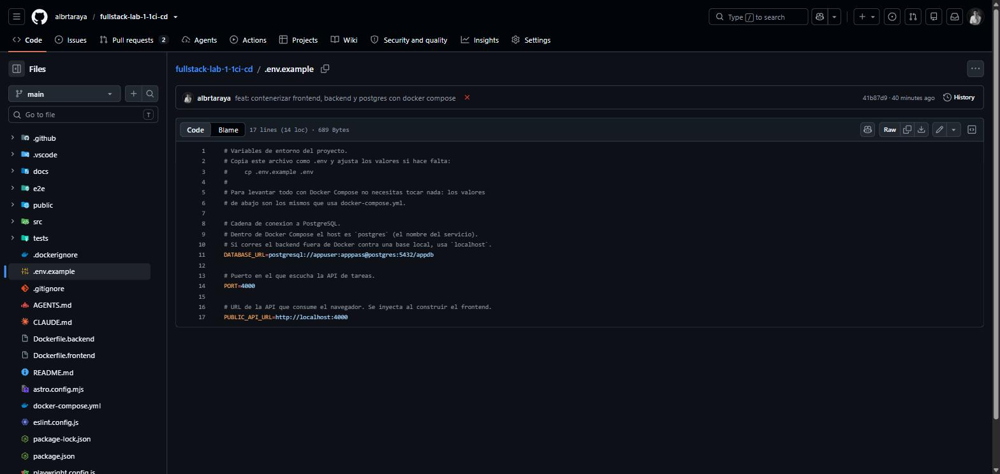 albrtaraya / fullstack-lab-1-1ci-cd
Type / to search
Code
Issues
Pull requests 2
Agents
Actions
Projects
Wiki
Security and quality
Insights
Settings
Files
main
Go to file
T
.github
.vscode
docs
e2e
public
src
tests
.dockerignore
.env.example
.gitignore
AGENTS.md
CLAUDE.md
Dockerfile.backend
Dockerfile.frontend
README.md
astro.config.mjs
docker-compose.yml
eslint.config.js
package-lock.json
package.json
playwright.config.js
fullstack-lab-1-1ci-cd / .env.example
albrtaraya feat: contenerizar frontend, backend y postgres con docker compose
41b87d9 · 40 minutes ago
History
Code Blame 17 lines (14 loc) · 689 Bytes
Raw
1 # Variables de entorno del proyecto.
2 # Copia este archivo como .env y ajusta los valores si hace falta:
3 #     cp .env.example .env
4 #
5 # Para levantar todo con Docker Compose no necesitas tocar nada: los valores
6 # de abajo son los mismos que usa docker-compose.yml.
7
8 # Cadena de conexion a PostgreSQL.
9 # Dentro de Docker Compose el host es `postgres` (el nombre del servicio).
10 # Si corres el backend fuera de Docker contra una base local, usa `localhost`.
11 DATABASE_URL=postgresql://appuser:apppass@postgres:5432/appdb
12
13 # Puerto en el que escucha la API de tareas.
14 PORT=4000
15
16 # URL de la API que consume el navegador. Se inyecta al construir el frontend.
17 PUBLIC_API_URL=http://localhost:4000